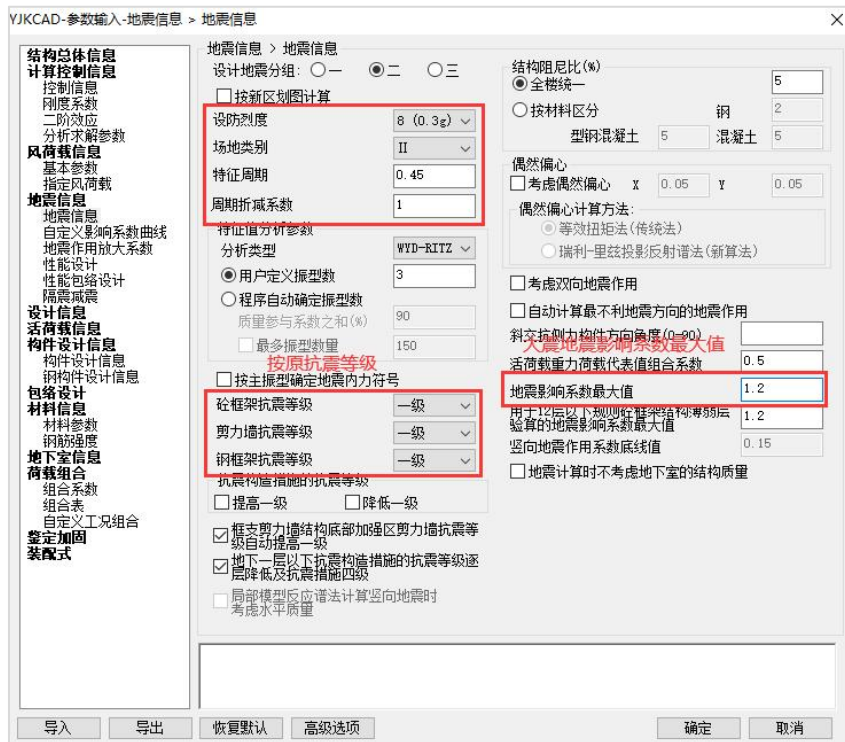 YJKCAD-参数输入-地震信息 > 地震信息
结构总体信息
计算控制信息
控制信息
刚度系数
二阶效应
分析求解参数
风荷载信息
基本参数
指定风荷载
地震信息
地震信息
自定义影响系数曲线
地震作用放大系数
性能设计
性能包络设计
隔震减震
设计信息
活荷载信息
构件设计信息
构件设计信息
钢构件设计信息
包络设计
材料信息
材料参数
钢筋强度
地下室信息
荷载组合
组合系数
组合表
自定义工况组合
鉴定加固
装配式
地震信息 > 地震信息
设计地震分组: 一 二 三
按新区划图计算
设防烈度 8 (0.3g)
场地类别 II
特征周期 0.45
周期折减系数 1
特征值分析参数
分析类型 WYD-RITZ
用户定义振型数 3
程序自动确定振型数
质量参与系数之和(%) 90
最多振型数量 150
按原抗震等级
按主振型确定地震内力符号
砼框架抗震等级 一级
剪力墙抗震等级 一级
钢框架抗震等级 一级
抗震构造措施的抗震等级
提高一级 降低一级
框支剪力墙结构底部加强区剪力墙抗震等
级自动提高一级
地下一层以下抗震构造措施的抗震等级逐
层降低及抗震措施四级
局部模型反应谱法计算竖向地震时
考虑水平质量
结构阻尼比(%)
全楼统一 5
按材料区分 钢 2
型钢混凝土 5 混凝土 5
偶然偏心
考虑偶然偏心 X 0.05 Y 0.05
偶然偏心计算方法:
等效扭矩法(传统法)
瑞利-里兹投影反射谱法(新算法)
考虑双向地震作用
自动计算最不利地震方向的地震作用
斜交抗侧力构件方向角度(0-90)
大震地震影响系数最大值
活荷载重力荷载代表值组合系数 0.5
地震影响系数最大值 1.2
用于12层以下规则砼框架结构薄弱层
验算的地震影响系数最大值 1.2
竖向地震作用系数底线值 0.15
地震计算时不考虑地下室的结构质量
导入 导出 恢复默认 高级选项 确定 取消